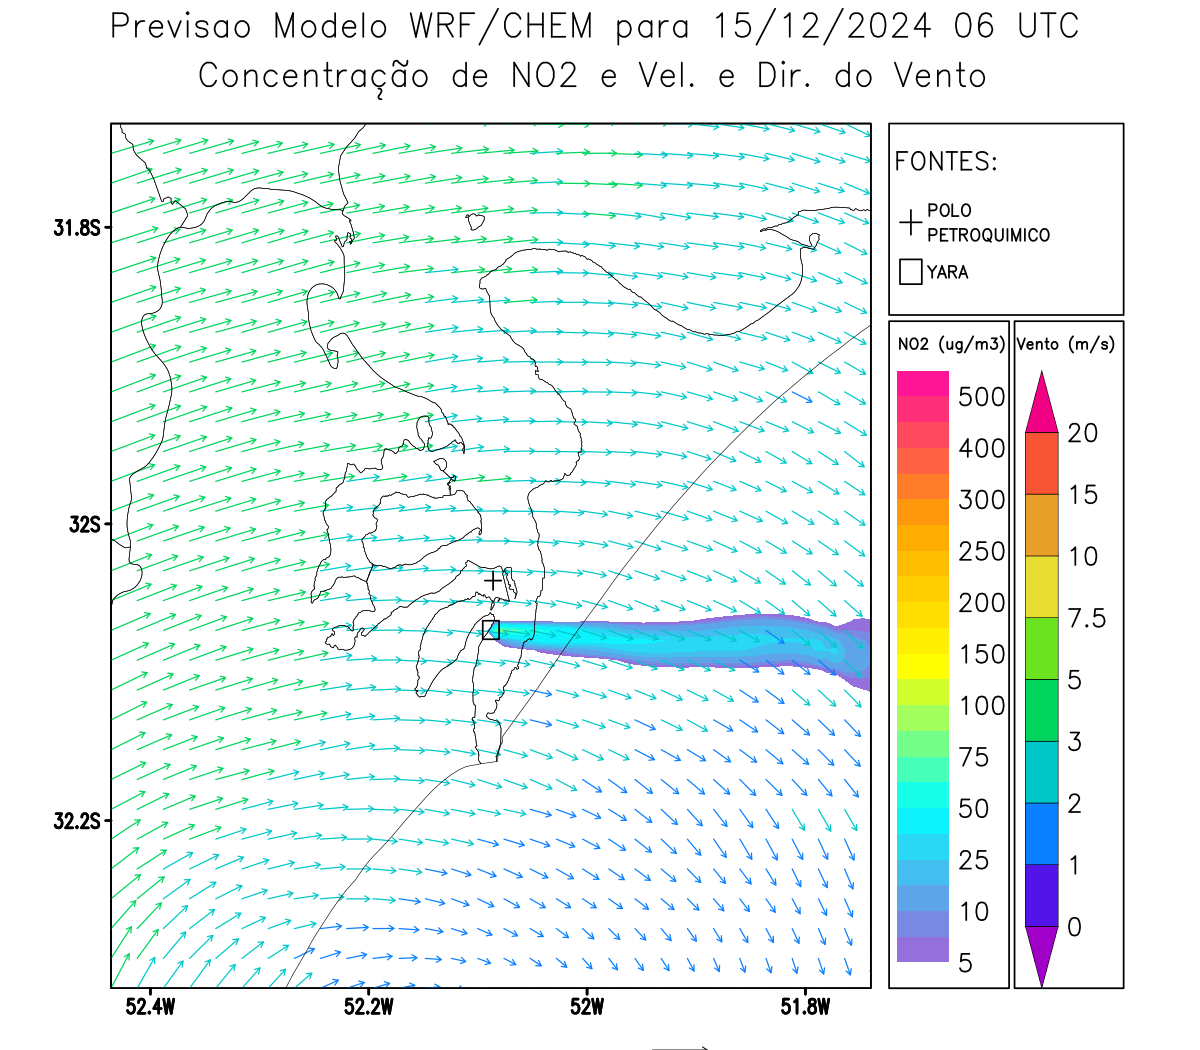 Previsao Modelo WRF/CHEM para 15/12/2024 06 UTC
Concentração de NO2 e Vel. e Dir. do Vento
FONTES:
POLO
PETROQUIMICO
YARA
NO2 (ug/m3)
500
400
300
250
200
150
100
75
50
25
10
5
Vento (m/s)
20
15
10
7.5
5
3
2
1
0
31.8S
32S
32.2S
52.4W
52.2W
52W
51.8W